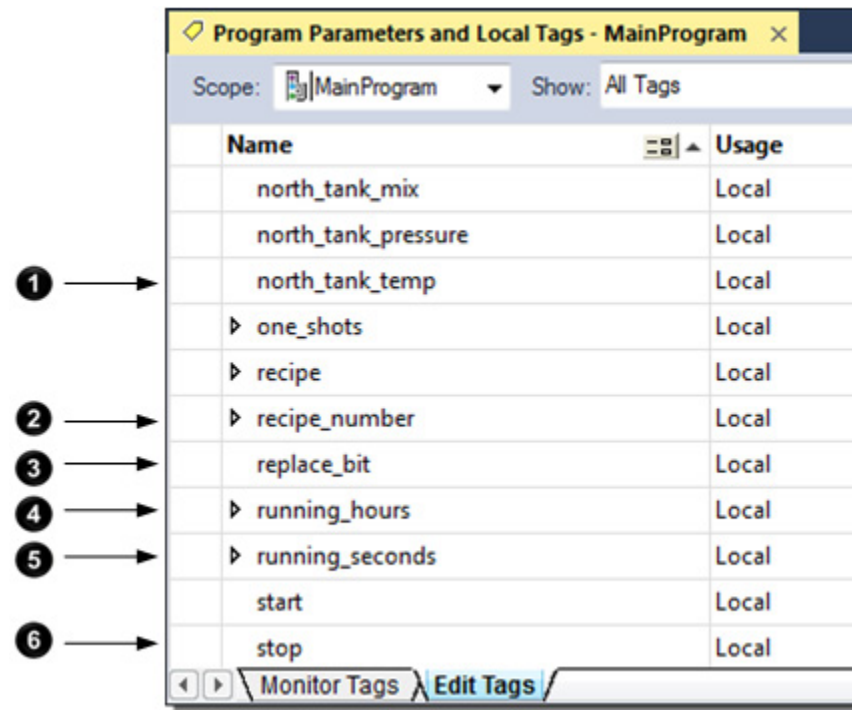 Program Parameters and Local Tags - MainProgram
Scope: MainProgram Show: All Tags
Name Usage
north_tank_mix Local
north_tank_pressure Local
1 north_tank_temp Local
one_shots Local
recipe Local
2 recipe_number Local
3 replace_bit Local
4 running_hours Local
5 running_seconds Local
start Local
6 stop Local
Monitor Tags Edit Tags